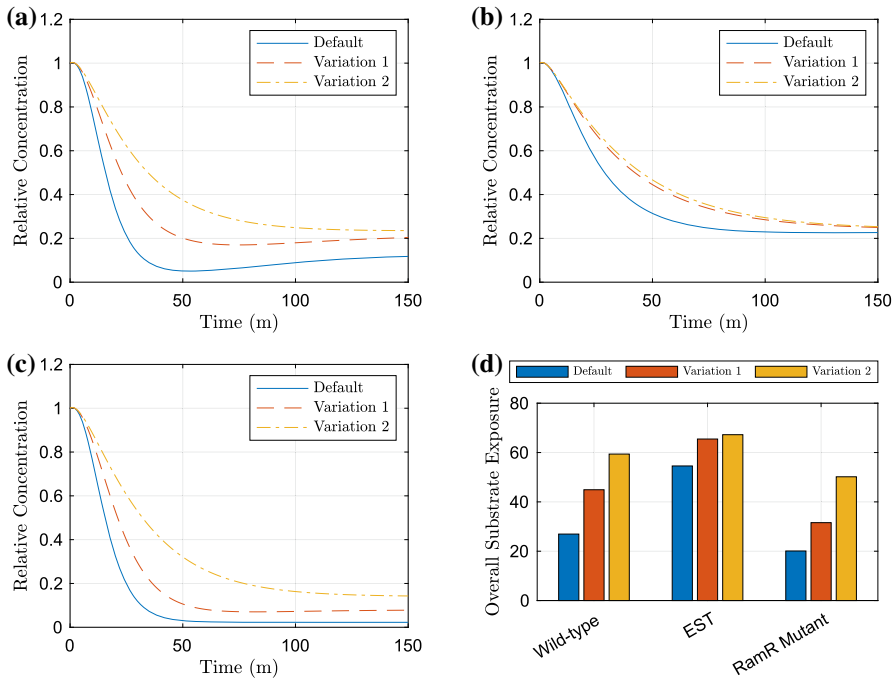 (a)
1.2
1
0.8
0.6
0.4
0.2
0
Relative Concentration
0 50 100 150
Time (m)
Default
Variation 1
Variation 2
(b)
1.2
1
0.8
0.6
0.4
0.2
0
Relative Concentration
0 50 100 150
Time (m)
Default
Variation 1
Variation 2
(c)
1.2
1
0.8
0.6
0.4
0.2
0
Relative Concentration
0 50 100 150
Time (m)
Default
Variation 1
Variation 2
(d)
Default Variation 1 Variation 2
80
60
40
20
0
Overall Substrate Exposure
Wild-type
EST
RamR Mutant